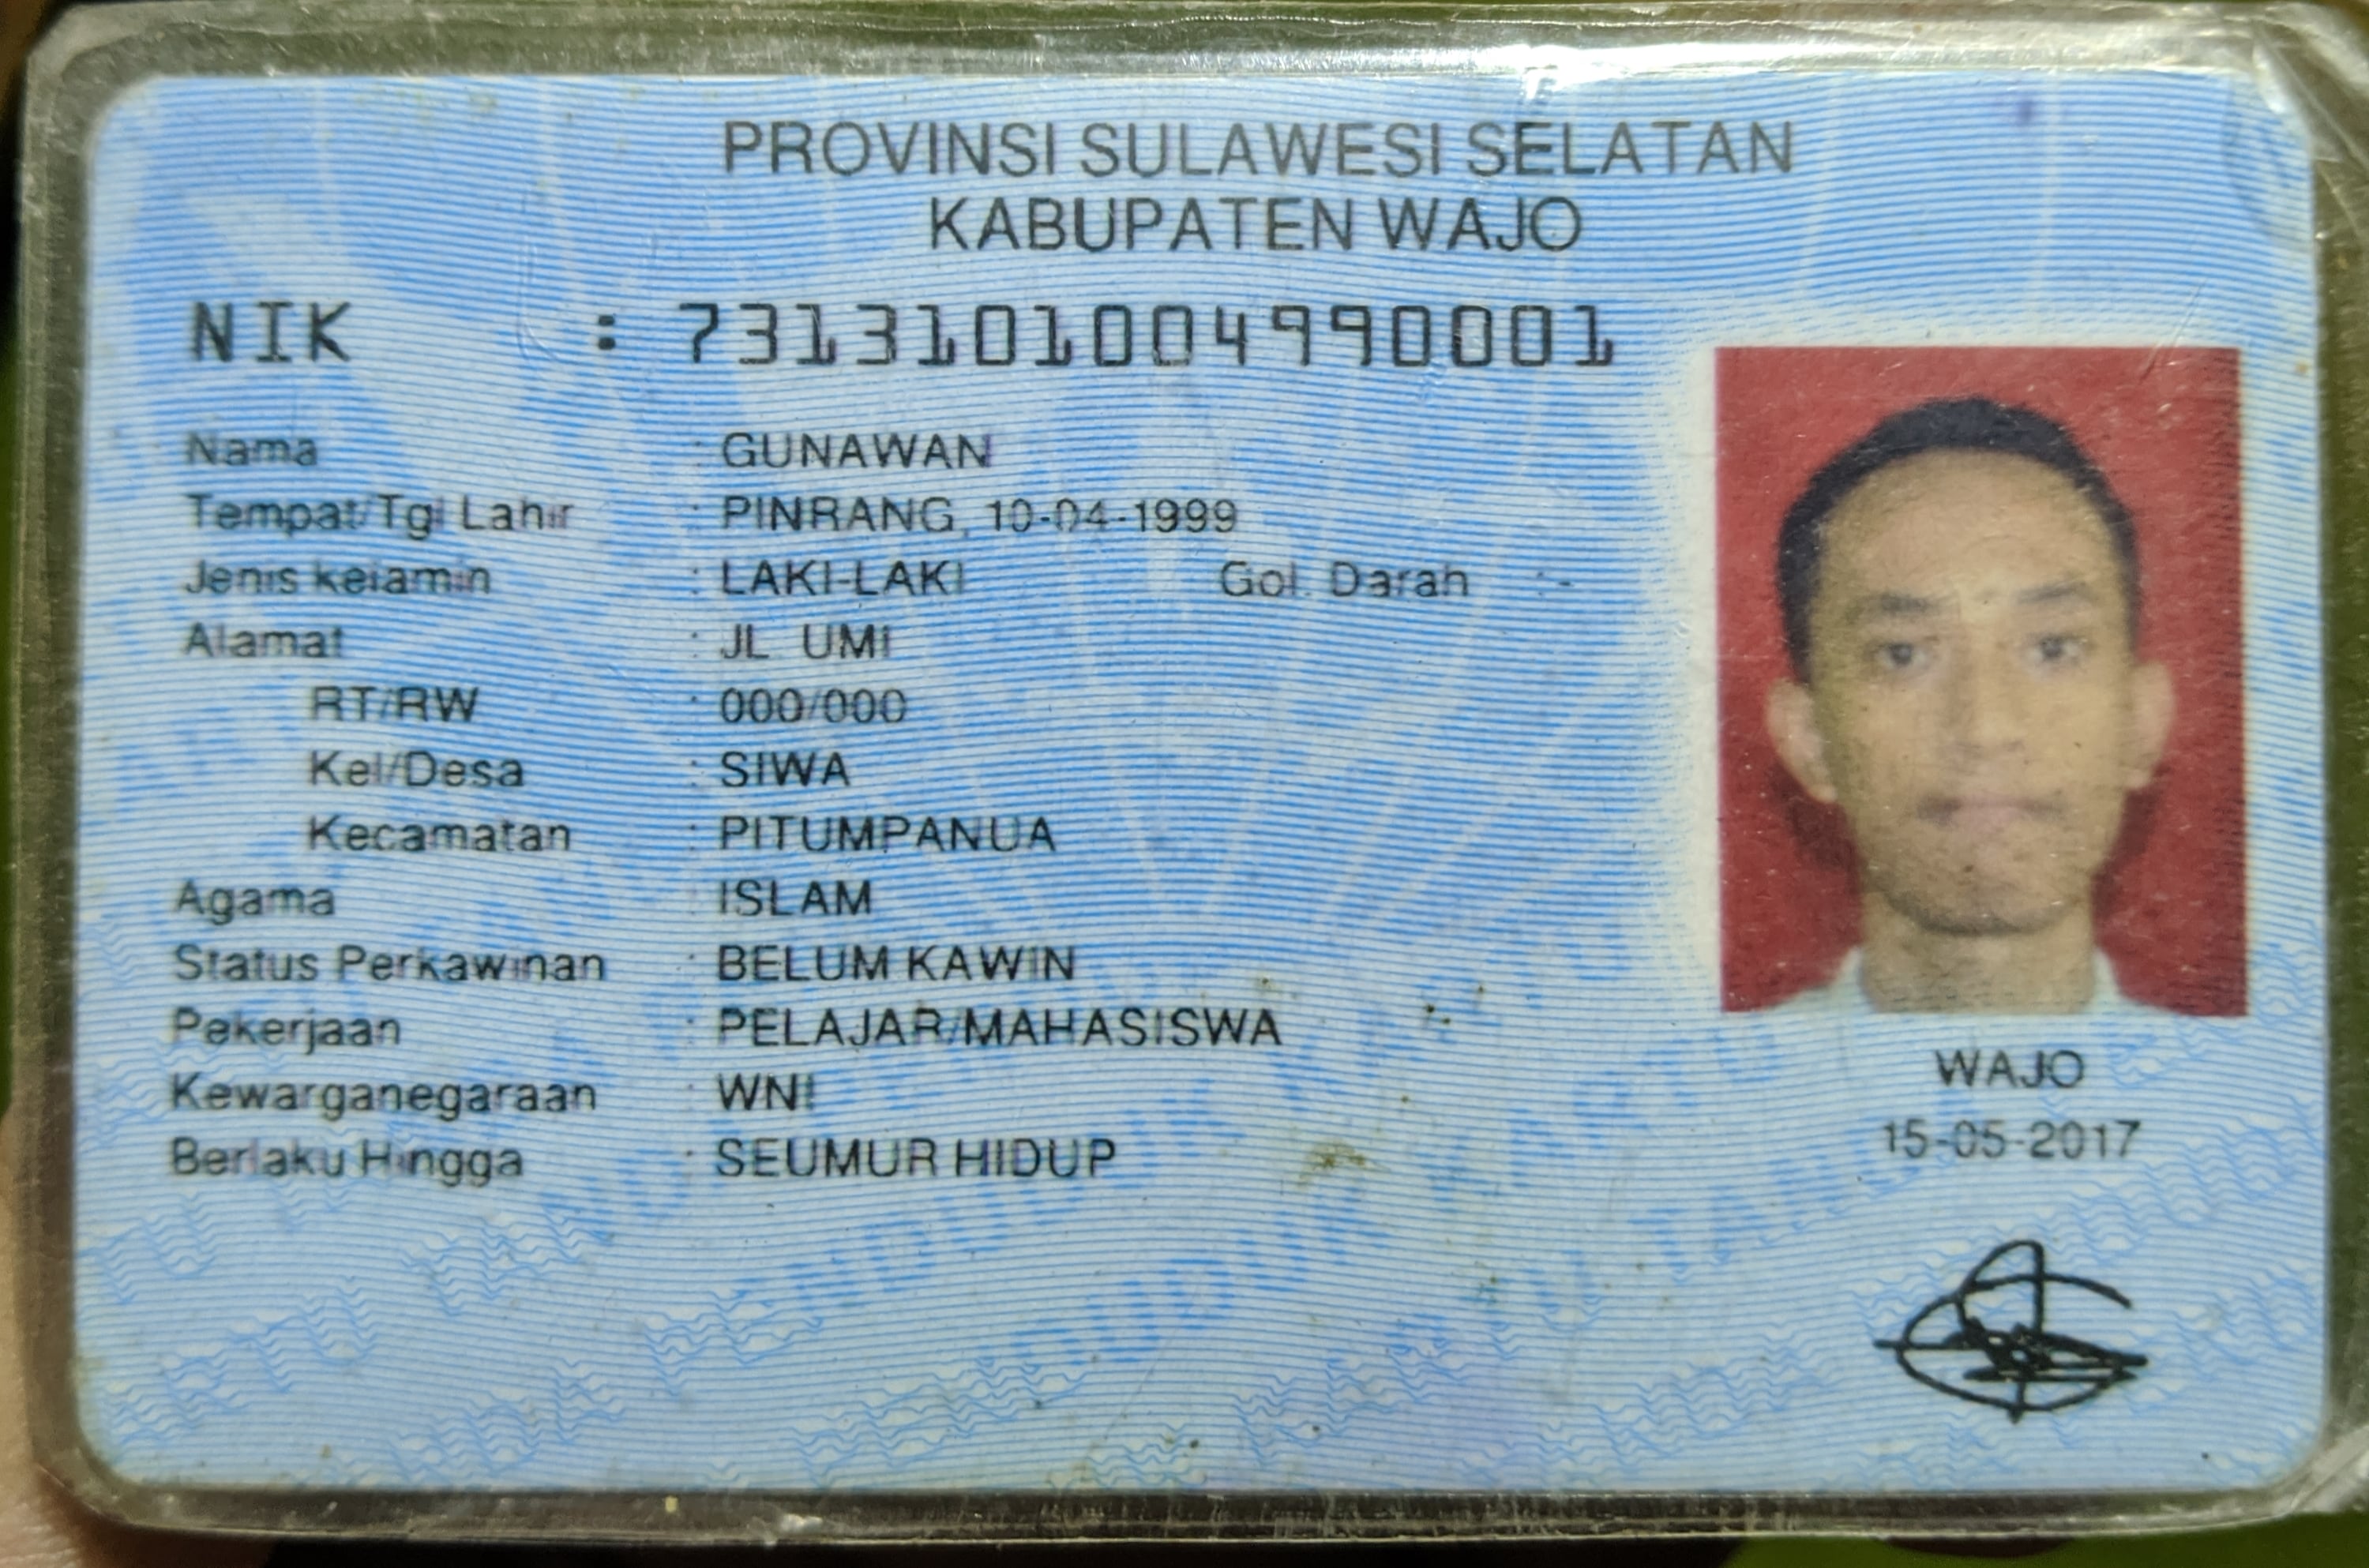 PROVINSI SULAWESI SELATAN
KABUPATEN WAJO
NIK : 7313101004990001
Nama : GUNAWAN
Tempat/Tgl Lahir : PINRANG, 10-04-1999
Jenis kelamin : LAKI-LAKI Gol. Darah : -
Alamat : JL UMI
RT/RW : 000/000
Kel/Desa : SIWA
Kecamatan : PITUMPANUA
Agama : ISLAM
Status Perkawinan : BELUM KAWIN
Pekerjaan : PELAJAR/MAHASISWA
Kewarganegaraan : WNI
Berlaku Hingga : SEUMUR HIDUP
WAJO
15-05-2017